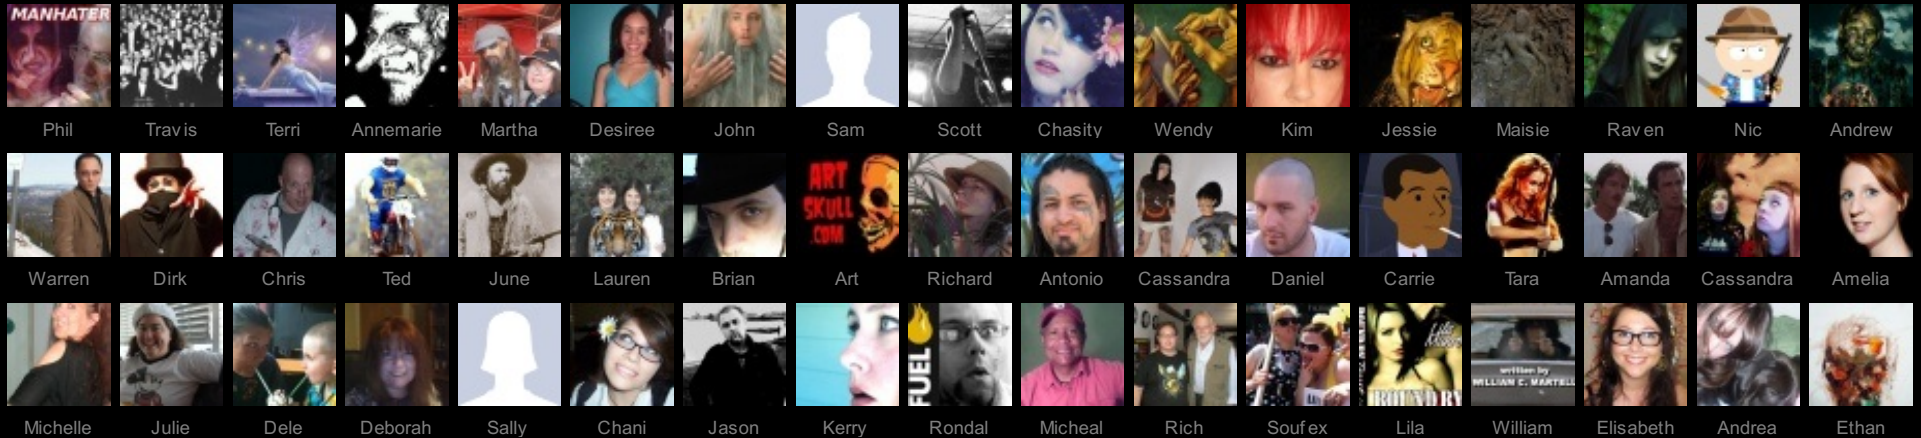 MANHATER
Phil Travis Terri Annemarie Martha Desiree John Sam Scott Chasity Wendy Kim Jessie Maisie Raven Nic Andrew
ART
SKULL
.COM
Warren Dirk Chris Ted June Lauren Brian Art Richard Antonio Cassandra Daniel Carrie Tara Amanda Cassandra Amelia
FUEL
written by
WILLIAM C. MARTELL
Michelle Julie Dele Deborah Sally Chani Jason Kerry Rondal Micheal Rich Soufex Lila William Elisabeth Andrea Ethan